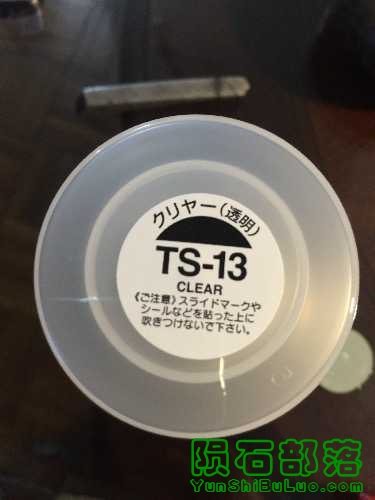 クリヤー(透明)
TS-13
CLEAR
《ご注意》スライドマークや
シールなどを貼った上に
吹きつけないで下さい。
陨石部落
YunShiBuLuo.com